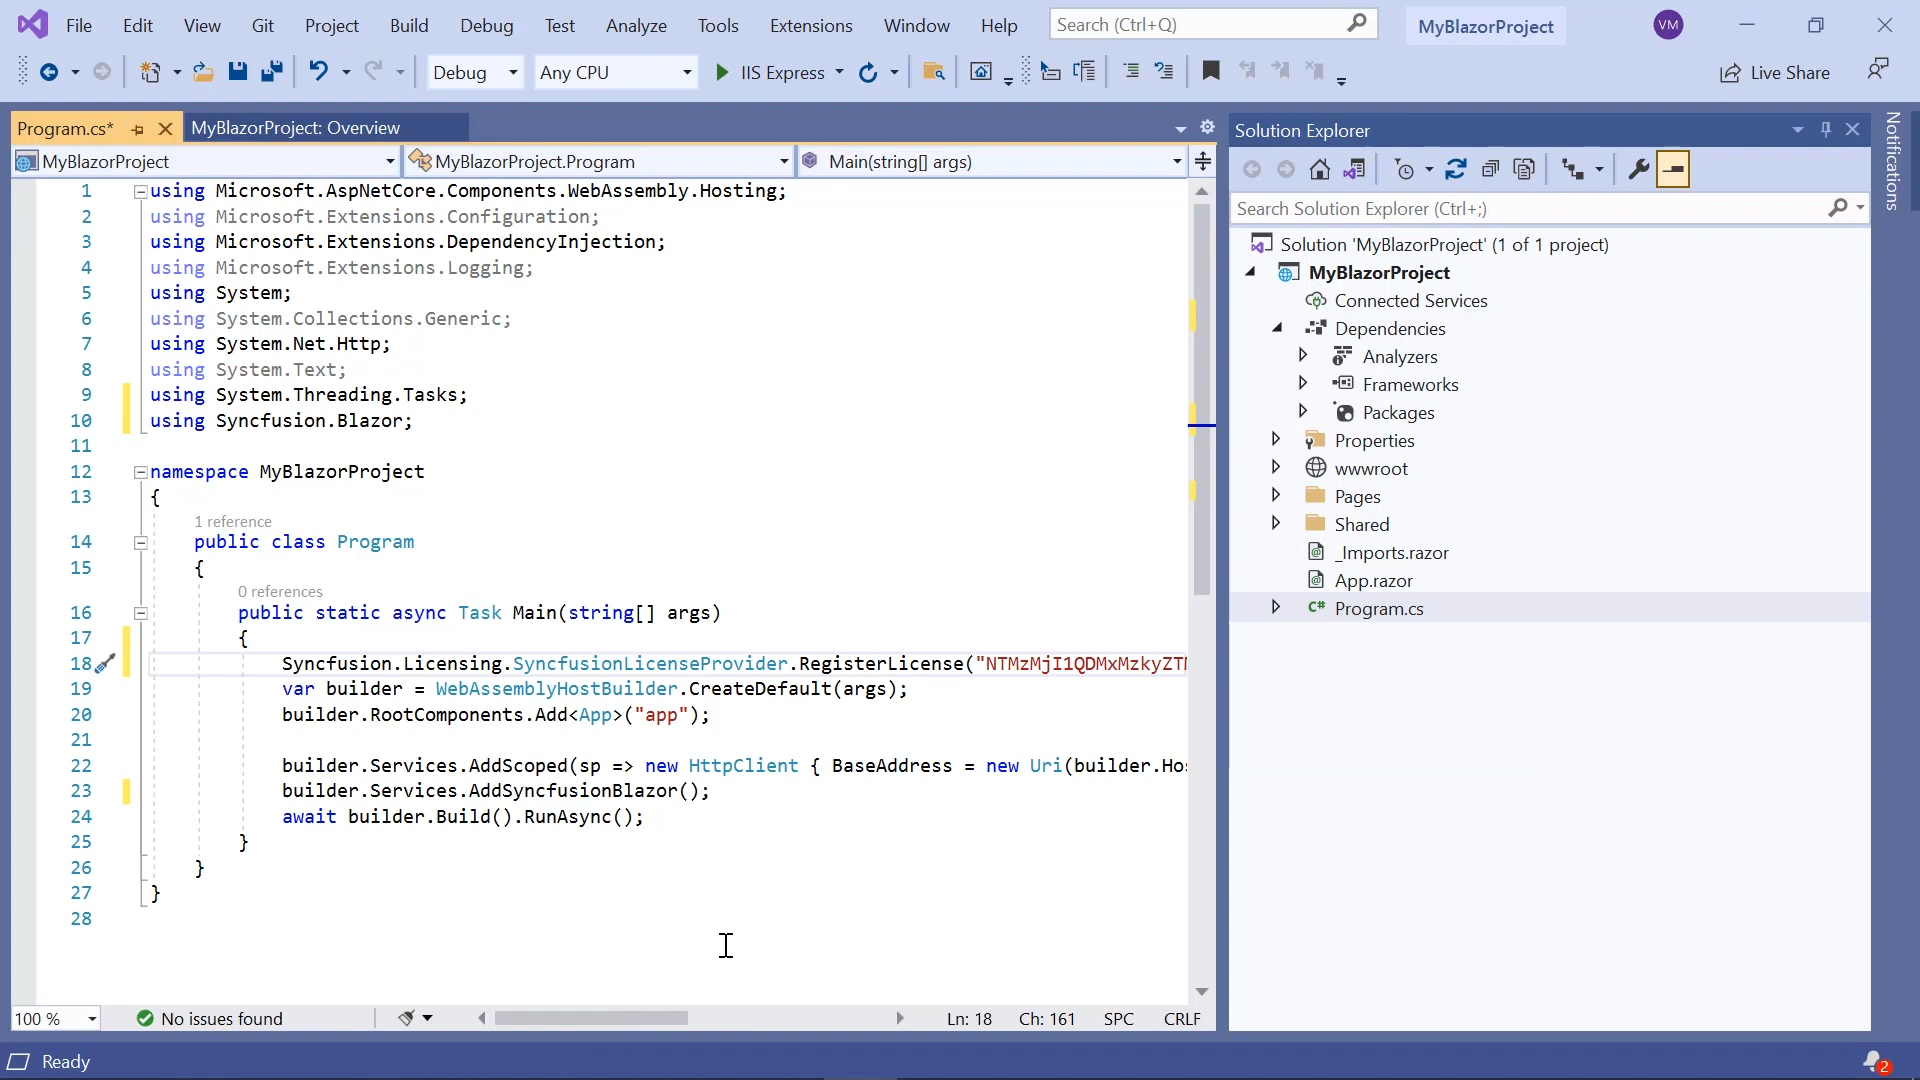 File Edit View Git Project Build Debug Test Analyze Tools Extensions Window Help Search (Ctrl+Q) MyBlazorProject VM
Debug Any CPU IIS Express Live Share
Program.cs* MyBlazorProject: Overview
MyBlazorProject MyBlazorProject.Program Main(string[] args)
1 using Microsoft.AspNetCore.Components.WebAssembly.Hosting;
2 using Microsoft.Extensions.Configuration;
3 using Microsoft.Extensions.DependencyInjection;
4 using Microsoft.Extensions.Logging;
5 using System;
6 using System.Collections.Generic;
7 using System.Net.Http;
8 using System.Text;
9 using System.Threading.Tasks;
10 using Syncfusion.Blazor;
11
12 namespace MyBlazorProject
13 {
1 reference
14 public class Program
15 {
0 references
16 public static async Task Main(string[] args)
17 {
18 Syncfusion.Licensing.SyncfusionLicenseProvider.RegisterLicense("NTMzMjI1QDMxMzkyZTM
19 var builder = WebAssemblyHostBuilder.CreateDefault(args);
20 builder.RootComponents.Add<App>("app");
21
22 builder.Services.AddScoped(sp => new HttpClient { BaseAddress = new Uri(builder.Hos
23 builder.Services.AddSyncfusionBlazor();
24 await builder.Build().RunAsync();
25 }
26 }
27 }
28
100 % No issues found Ln: 18 Ch: 161 SPC CRLF
Solution Explorer
Search Solution Explorer (Ctrl+;)
Solution 'MyBlazorProject' (1 of 1 project)
MyBlazorProject
Connected Services
Dependencies
Analyzers
Frameworks
Packages
Properties
wwwroot
Pages
Shared
_Imports.razor
App.razor
C# Program.cs
Notifications
Ready 2